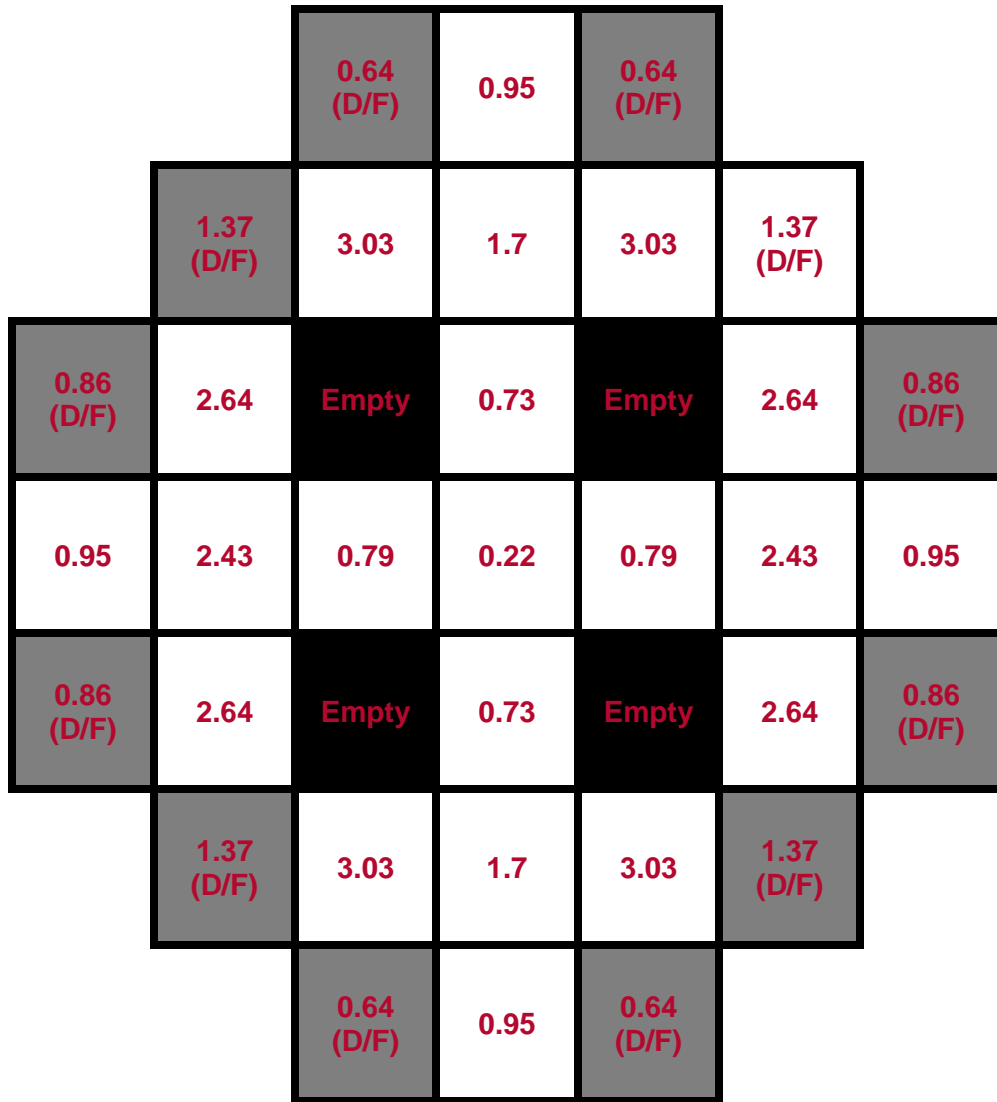 0.64 0.95 0.64
(D/F) (D/F)
1.37 3.03 1.7 3.03 1.37
(D/F) (D/F)
0.86 2.64 Empty 0.73 Empty 2.64 0.86
(D/F) (D/F)
0.95 2.43 0.79 0.22 0.79 2.43 0.95
0.86 2.64 Empty 0.73 Empty 2.64 0.86
(D/F) (D/F)
1.37 3.03 1.7 3.03 1.37
(D/F) (D/F)
0.64 0.95 0.64
(D/F) (D/F)